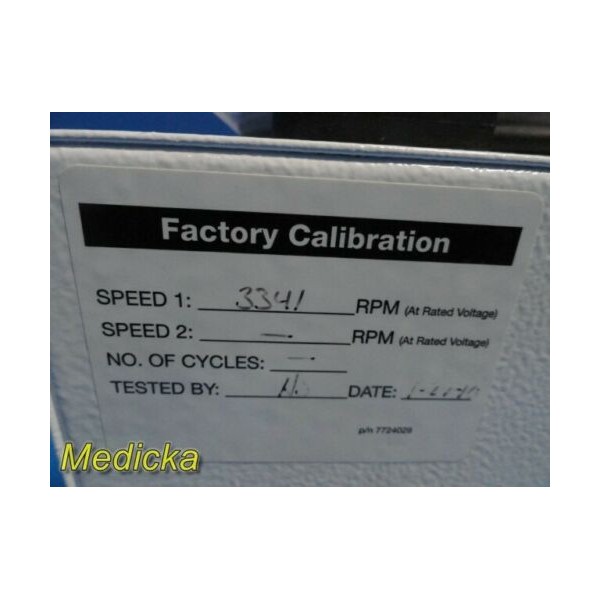 Factory Calibration
SPEED 1: 3341 RPM (At Rated Voltage)
SPEED 2: — RPM (At Rated Voltage)
NO. OF CYCLES: —
TESTED BY: DATE:
p/n 7724029
Medicka